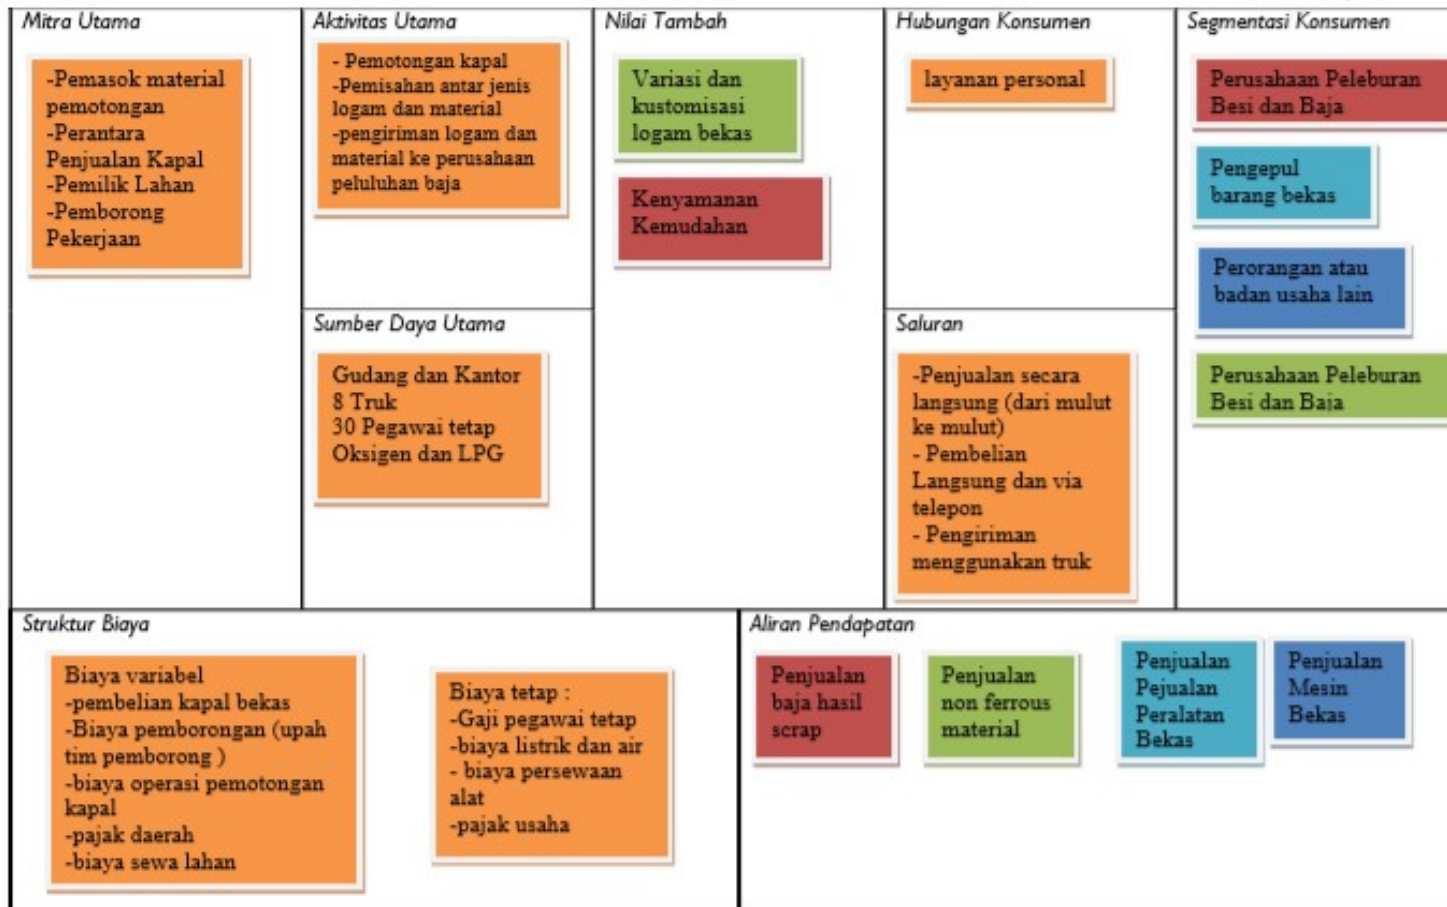 Mitra Utama
-Pemasok material
pemotongan
-Perantara
Penjualan Kapal
-Pemilik Lahan
-Pemborong
Pekerjaan
Aktivitas Utama
- Pemotongan kapal
-Pemisahan antar jenis
logam dan material
-pengiriman logam dan
material ke perusahaan
peluluhan baja
Sumber Daya Utama
Gudang dan Kantor
8 Truk
30 Pegawai tetap
Oksigen dan LPG
Nilai Tambah
Variasi dan
kustomisasi
logam bekas
Kenyamanan
Kemudahan
Hubungan Konsumen
layanan personal
Saluran
-Penjualan secara
langsung (dari mulut
ke mulut)
- Pembelian
Langsung dan via
telepon
- Pengiriman
menggunakan truk
Segmentasi Konsumen
Perusahaan Peleburan
Besi dan Baja
Pengepul
barang bekas
Perorangan atau
badan usaha lain
Perusahaan Peleburan
Besi dan Baja
Struktur Biaya
Biaya variabel
-pembelian kapal bekas
-Biaya pemborongan (upah
tim pemborong )
-biaya operasi pemotongan
kapal
-pajak daerah
-biaya sewa lahan
Biaya tetap :
-Gaji pegawai tetap
-biaya listrik dan air
- biaya persewaan
alat
-pajak usaha
Aliran Pendapatan
Penjualan
baja hasil
scrap
Penjualan
non ferrous
material
Penjualan
Pejualan
Peralatan
Bekas
Penjualan
Mesin
Bekas